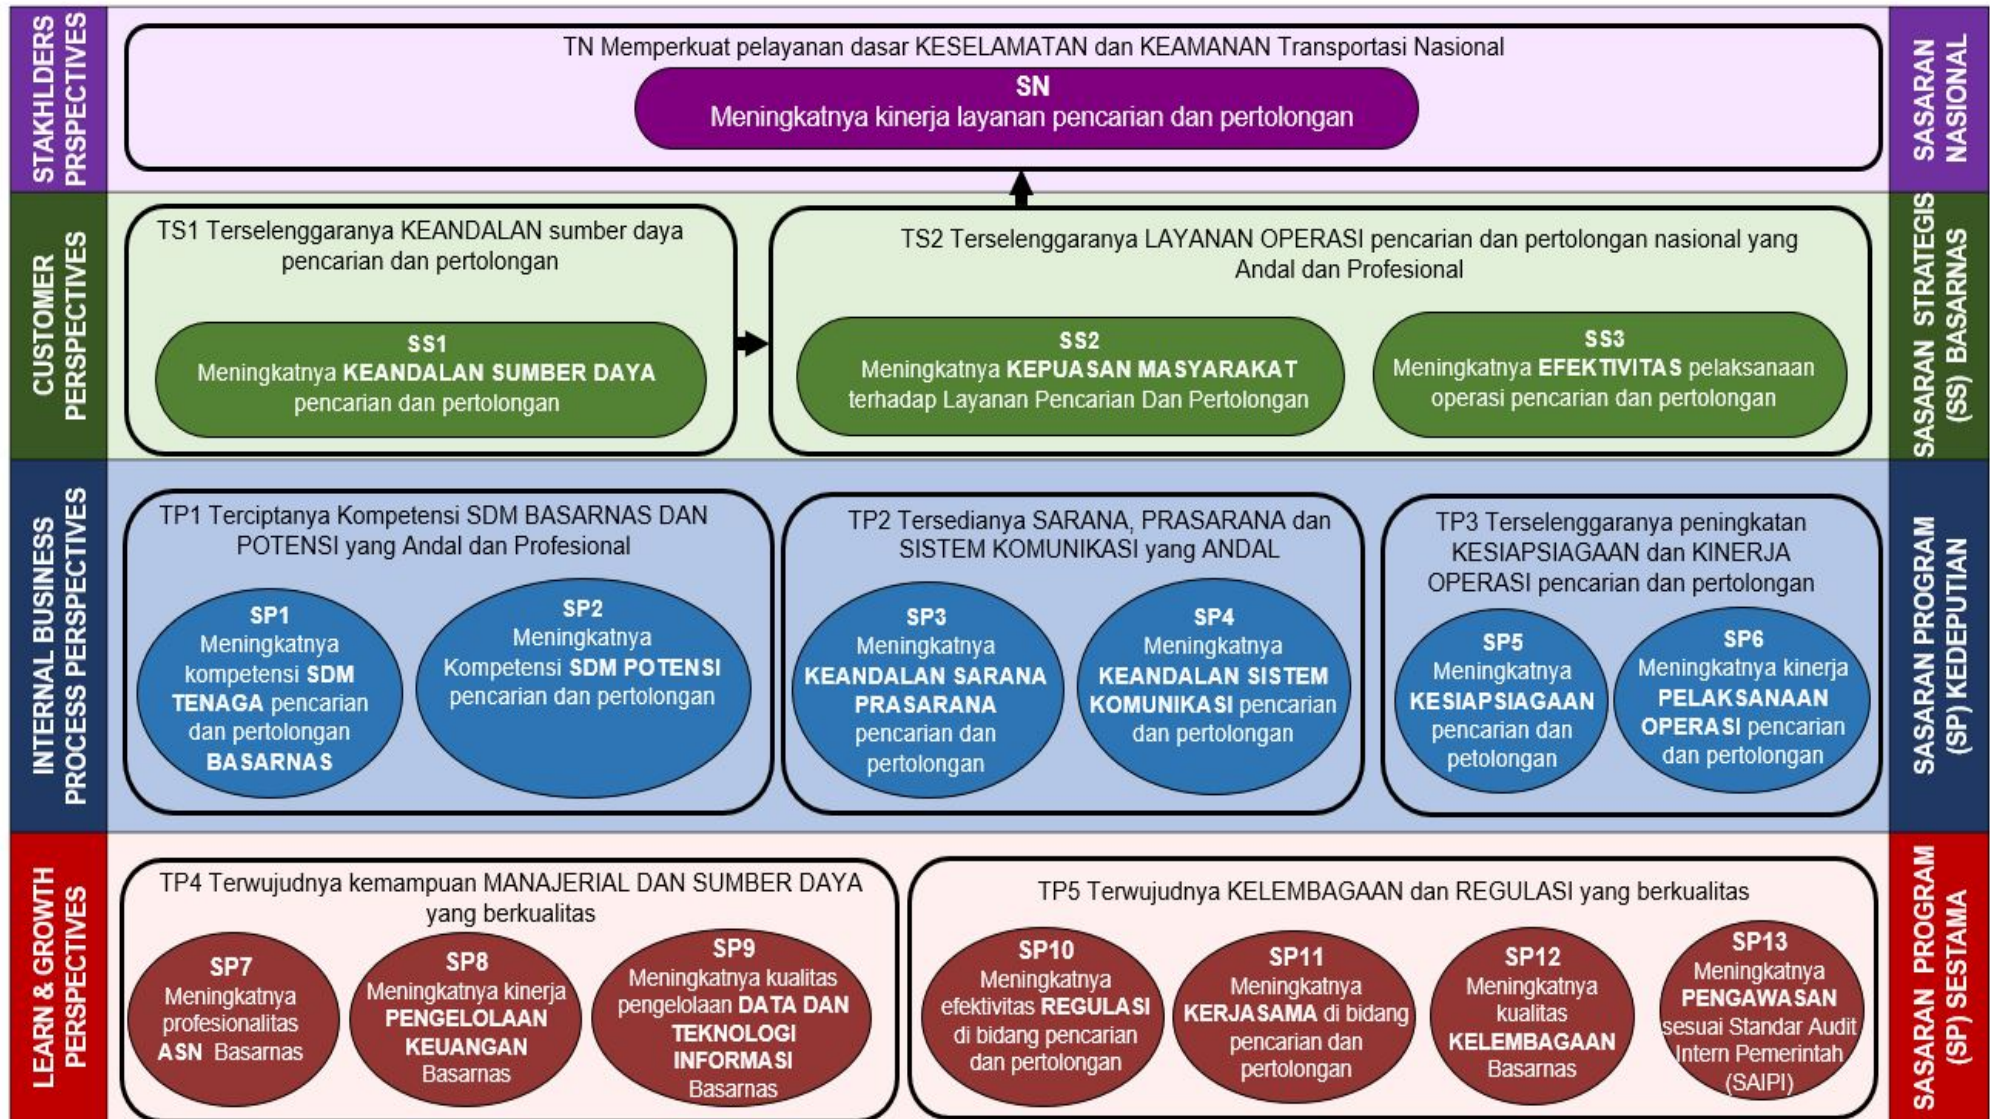 STAKHLDERS
PRSPECTIVES
TN Memperkuat pelayanan dasar KESELAMATAN dan KEAMANAN Transportasi Nasional
SN
Meningkatnya kinerja layanan pencarian dan pertolongan
SASARAN
NASIONAL
CUSTOMER
PERSPECTIVES
TS1 Terselenggaranya KEANDALAN sumber daya
pencarian dan pertolongan
SS1
Meningkatnya KEANDALAN SUMBER DAYA
pencarian dan pertolongan
TS2 Terselenggaranya LAYANAN OPERASI pencarian dan pertolongan nasional yang
Andal dan Profesional
SS2
Meningkatnya KEPUASAN MASYARAKAT
terhadap Layanan Pencarian Dan Pertolongan
SS3
Meningkatnya EFEKTIVITAS pelaksanaan
operasi pencarian dan pertolongan
SASARAN STRATEGIS
(SS) BASARNAS
INTERNAL BUSINESS
PROCESS PERSPECTIVES
TP1 Terciptanya Kompetensi SDM BASARNAS DAN
POTENSI yang Andal dan Profesional
SP1
Meningkatnya
kompetensi SDM
TENAGA pencarian
dan pertolongan
BASARNAS
SP2
Meningkatnya
Kompetensi SDM POTENSI
pencarian dan pertolongan
TP2 Tersedianya SARANA, PRASARANA dan
SISTEM KOMUNIKASI yang ANDAL
SP3
Meningkatnya
KEANDALAN SARANA
PRASARANA
pencarian dan
pertolongan
SP4
Meningkatnya
KEANDALAN SISTEM
KOMUNIKASI pencarian
dan pertolongan
TP3 Terselenggaranya peningkatan
KESIAPSIAGAAN dan KINERJA
OPERASI pencarian dan pertolongan
SP5
Meningkatnya
KESIAPSIAGAAN
pencarian dan
petolongan
SP6
Meningkatnya kinerja
PELAKSANAAN
OPERASI pencarian
dan pertolongan
SASARAN PROGRAM
(SP) KEDEPUTIAN
LEARN & GROWTH
PERSPECTIVES
TP4 Terwujudnya kemampuan MANAJERIAL DAN SUMBER DAYA
yang berkualitas
SP7
Meningkatnya
profesionalitas
ASN Basarnas
SP8
Meningkatnya kinerja
PENGELOLAAN
KEUANGAN
Basarnas
SP9
Meningkatnya kualitas
pengelolaan DATA DAN
TEKNOLOGI
INFORMASI
Basarnas
TP5 Terwujudnya KELEMBAGAAN dan REGULASI yang berkualitas
SP10
Meningkatnya
efektivitas REGULASI
di bidang pencarian
dan pertolongan
SP11
Meningkatnya
KERJASAMA di bidang
pencarian dan
pertolongan
SP12
Meningkatnya
kualitas
KELEMBAGAAN
Basarnas
SP13
Meningkatnya
PENGAWASAN
sesuai Standar Audit
Intern Pemerintah
(SAIPI)
SASARAN PROGRAM
(SP) SESTAMA